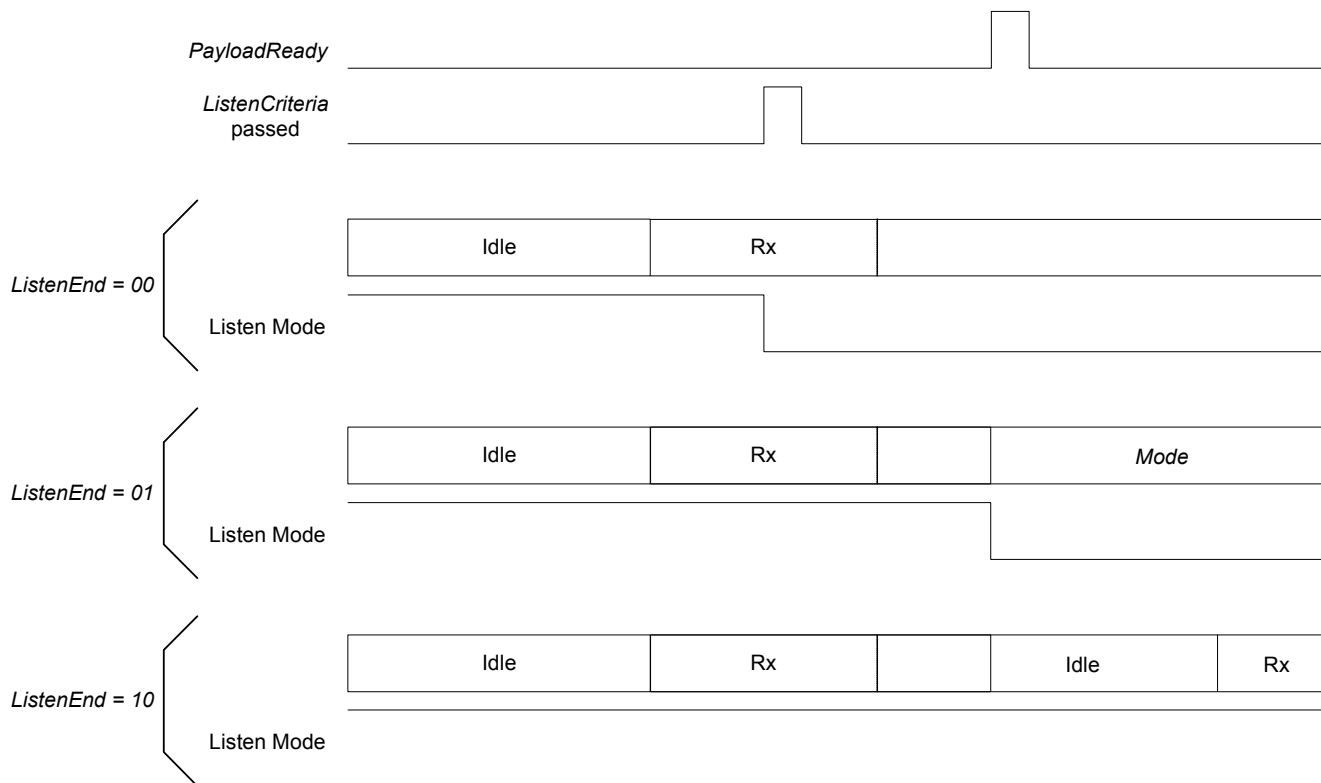 PayloadReady
ListenCriteria
passed
Idle
Rx
ListenEnd = 00
Listen Mode
Idle
Rx
Mode
ListenEnd = 01
Listen Mode
Idle
Rx
Idle
Rx
ListenEnd = 10
Listen Mode